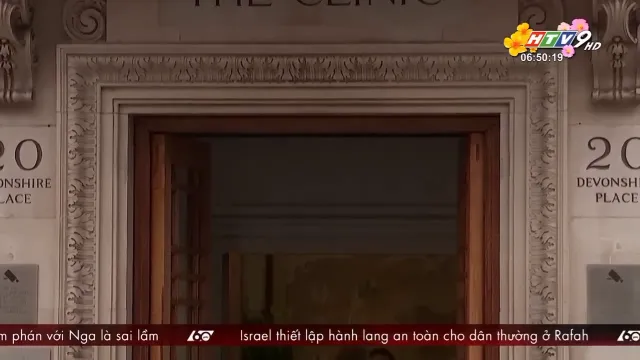 THE CLINIC
HTV9 HD
06:50:19
20
DEVONSHIRE
PLACE
20
DEVONSHIRE
PLACE
phán với Nga là sai lầm 60 Israel thiết lập hành lang an toàn cho dân thường ở Rafah